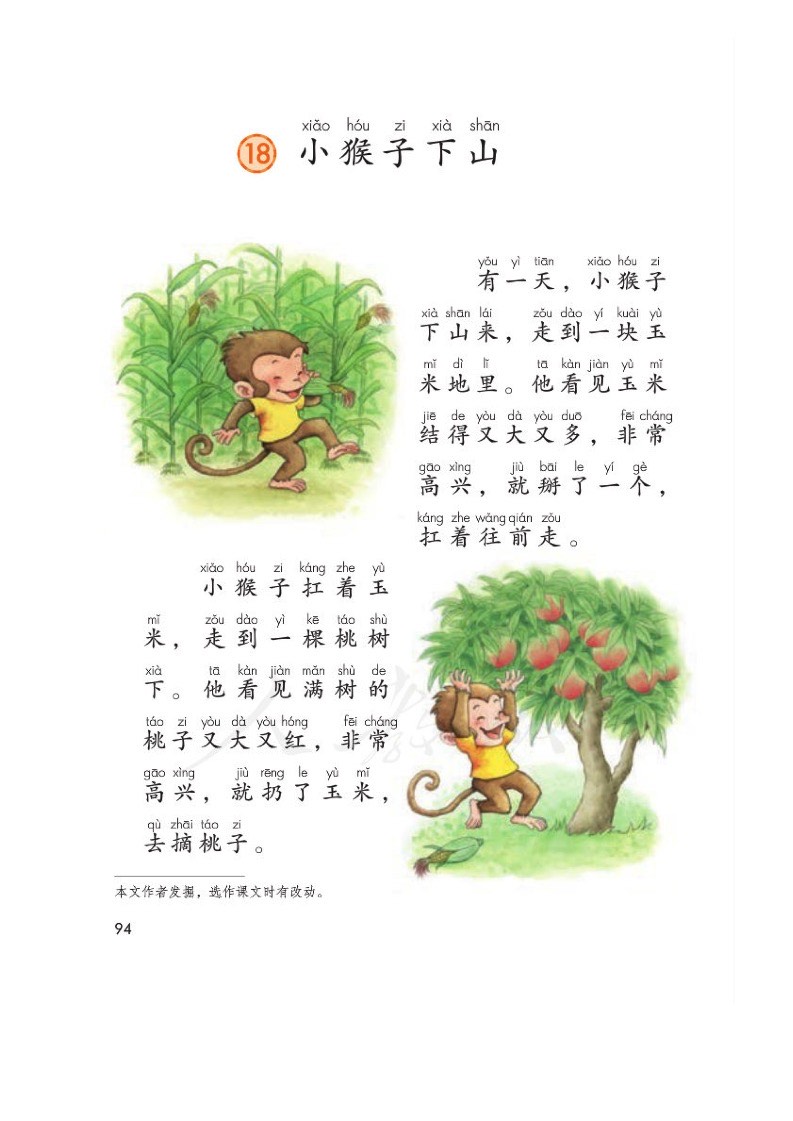 xiǎo hóu zi xià shān
18 小猴子下山
yǒu yì tiān xiǎo hóu zi
有一天，小猴子
xià shān lái zǒu dào yí kuài yù
下山来，走到一块玉
mǐ dì lǐ tā kàn jiàn yù mǐ
米地里。他看见玉米
jiē de yòu dà yòu duō fēi cháng
结得又大又多，非常
gāo xìng jiù bāi le yí gè
高兴，就掰了一个，
káng zhe wǎng qián zǒu
扛着往前走。
xiǎo hóu zi káng zhe yù
小猴子扛着玉
mǐ zǒu dào yì kē táo shù
米，走到一棵桃树
xià tā kàn jiàn mǎn shù de
下。他看见满树的
táo zi yòu dà yòu hóng fēi cháng
桃子又大又红，非常
gāo xìng jiù rēng le yù mǐ
高兴，就扔了玉米，
qù zhāi táo zi
去摘桃子。
本文作者发掘，选作课文时有改动。
94